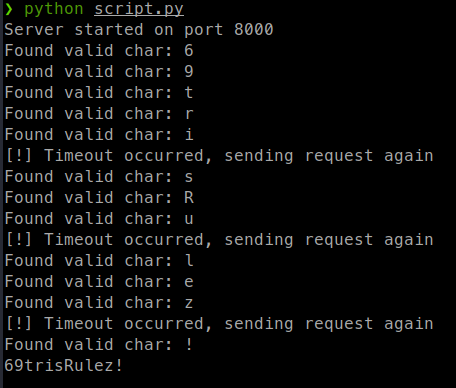 ❯ python script.py
Server started on port 8000
Found valid char: 6
Found valid char: 9
Found valid char: t
Found valid char: r
Found valid char: i
[!] Timeout occurred, sending request again
Found valid char: s
Found valid char: R
Found valid char: u
[!] Timeout occurred, sending request again
Found valid char: l
Found valid char: e
Found valid char: z
[!] Timeout occurred, sending request again
Found valid char: !
69trisRulez!